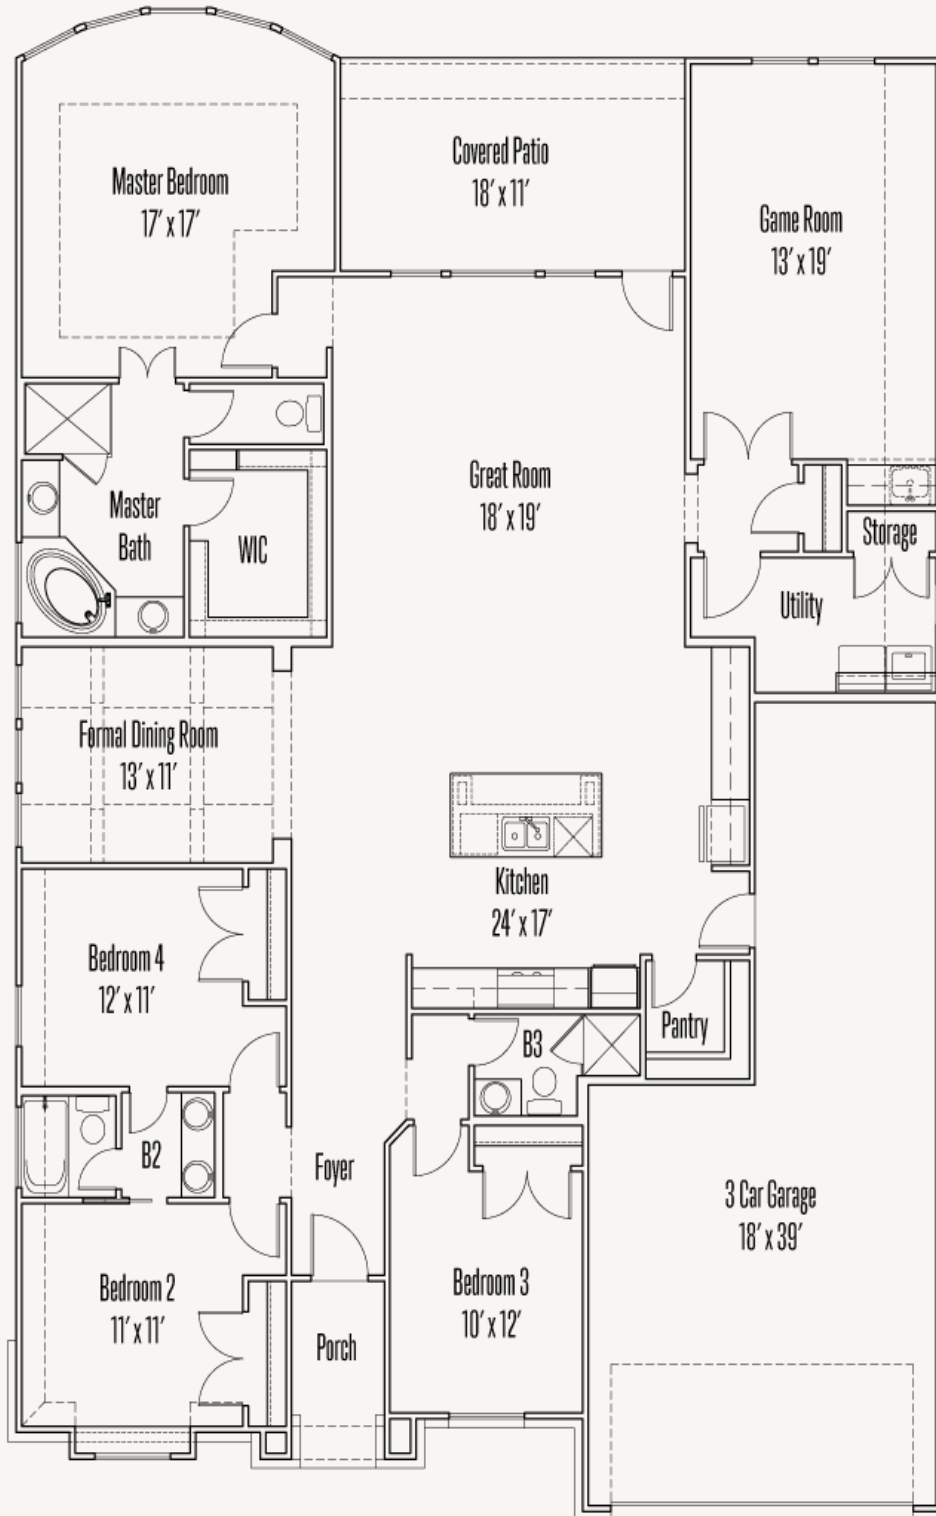 Master Bedroom
17' x 17'
Covered Patio
18' x 11'
Game Room
13' x 19'
Great Room
18' x 19'
Master
Bath
WIC
Storage
Utility
Formal Dining Room
13' x 11'
Kitchen
24' x 17'
Bedroom 4
12' x 11'
Pantry
B3
B2
Foyer
3 Car Garage
18' x 39'
Bedroom 2
11' x 11'
Bedroom 3
10' x 12'
Porch